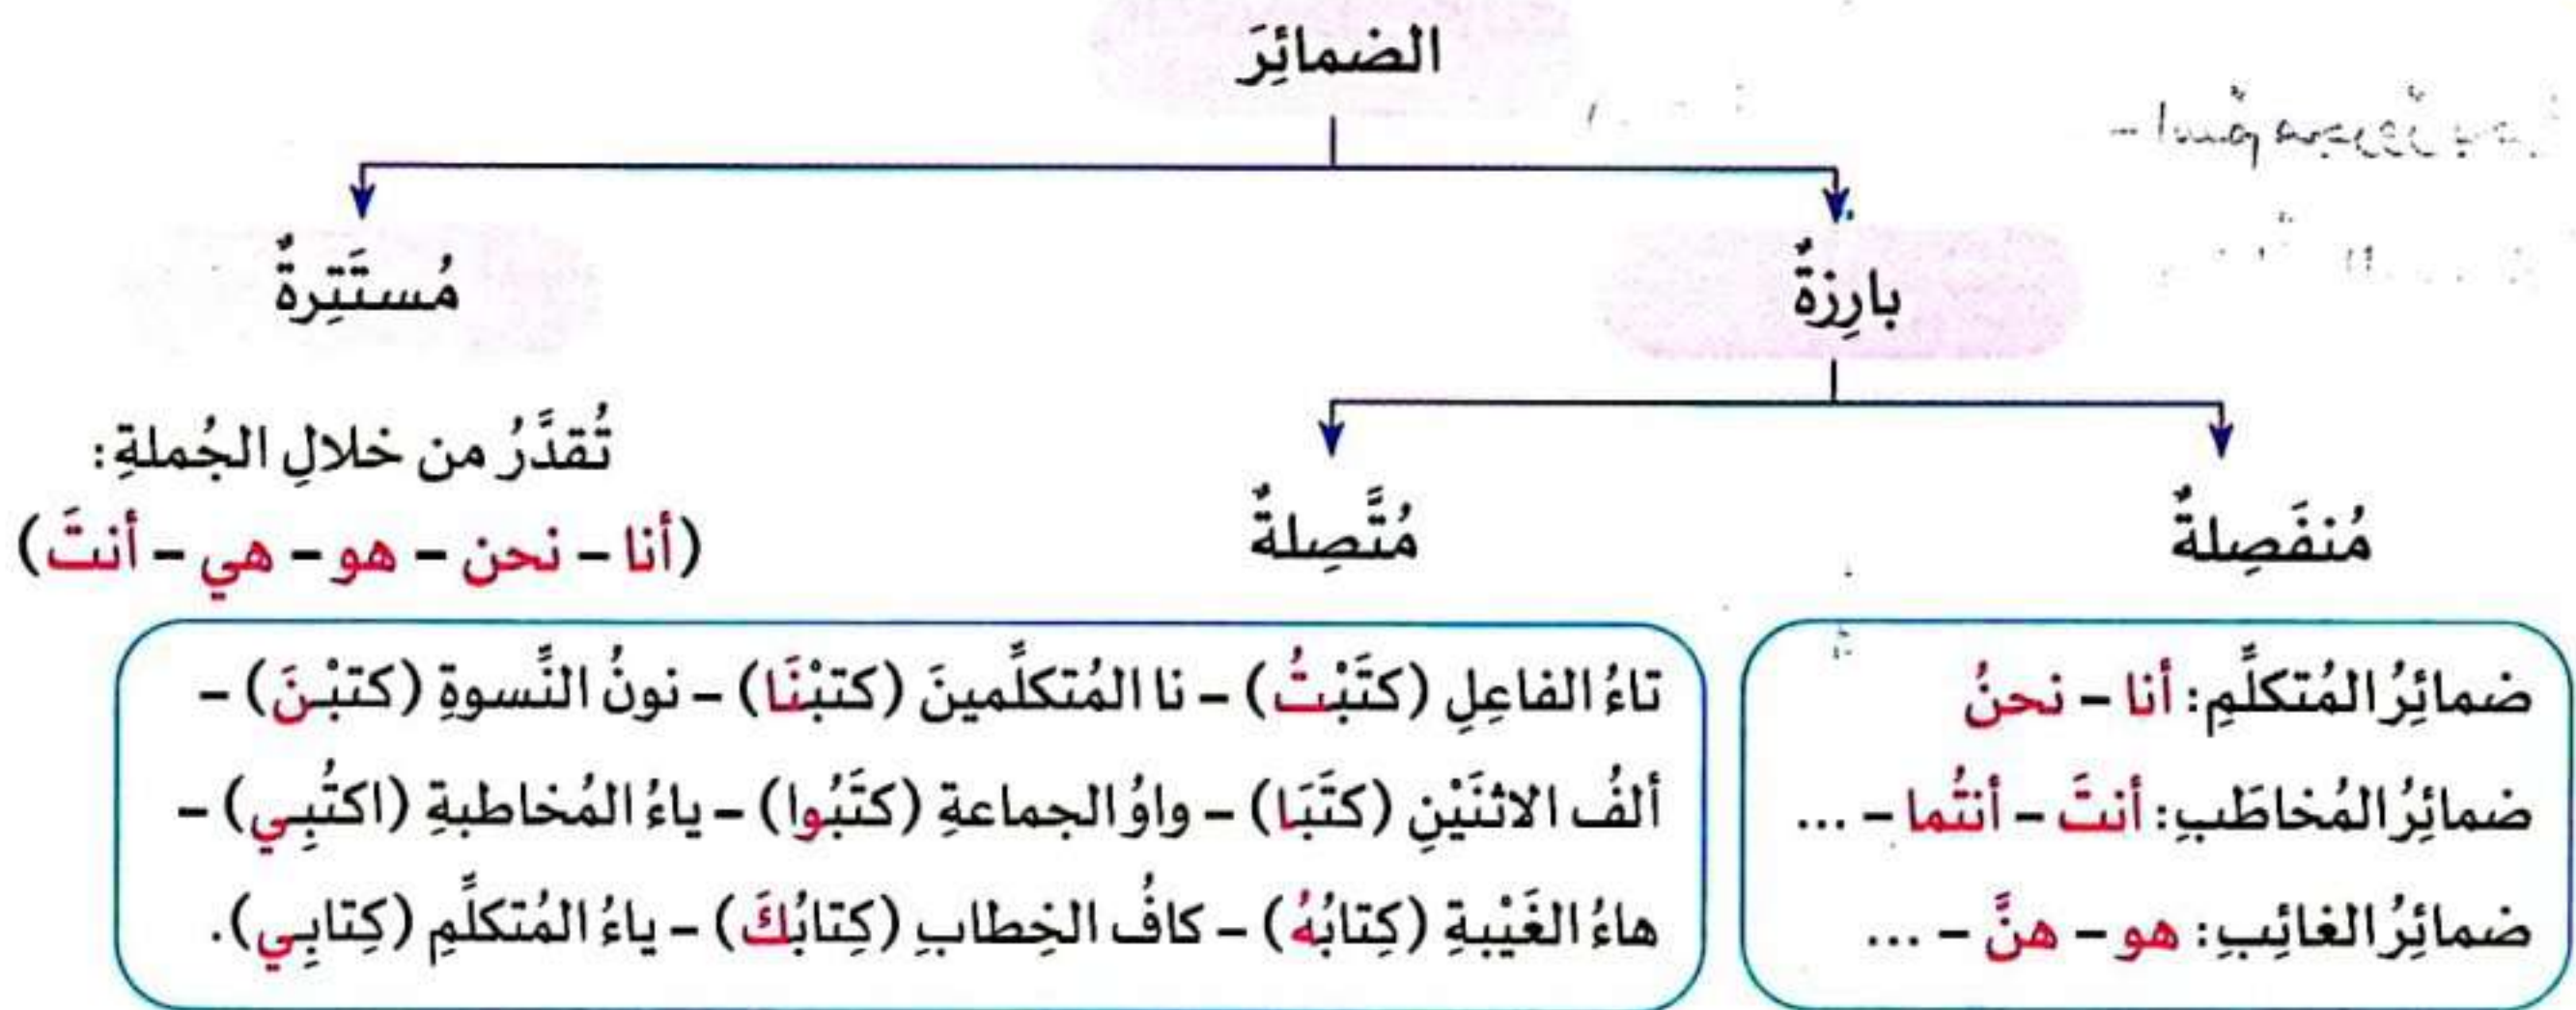 الضمائِرَ
اسمٌ مجرورٌ
بارِزةٌ
مُستَتِرةٌ
مُنفَصِلةٌ
ضمائِرُ المُتكلِّمِ: أنا – نحنُ
ضمائِرُ المُخاطَبِ: أنتَ – أنتُما – ...
ضمائِرُ الغائِبِ: هو – هنَّ – ...
مُتَّصِلةٌ
تاءُ الفاعِلِ (كتَبْتُ) – نا المُتكلِّمينَ (كتبْنَا) – نونُ النِّسوةِ (كتبْنَ) –
ألفُ الاثنَيْنِ (كتَبَا) – واوُ الجماعةِ (كتَبُوا) – ياءُ المُخاطبةِ (اكتُبِي) –
هاءُ الغَيْبةِ (كِتابُهُ) – كافُ الخِطابِ (كِتابُكَ) – ياءُ المُتكلِّمِ (كِتابِي).
تُقدَّرُ من خلالِ الجُملةِ:
(أنا – نحن – هو – هي – أنتَ)